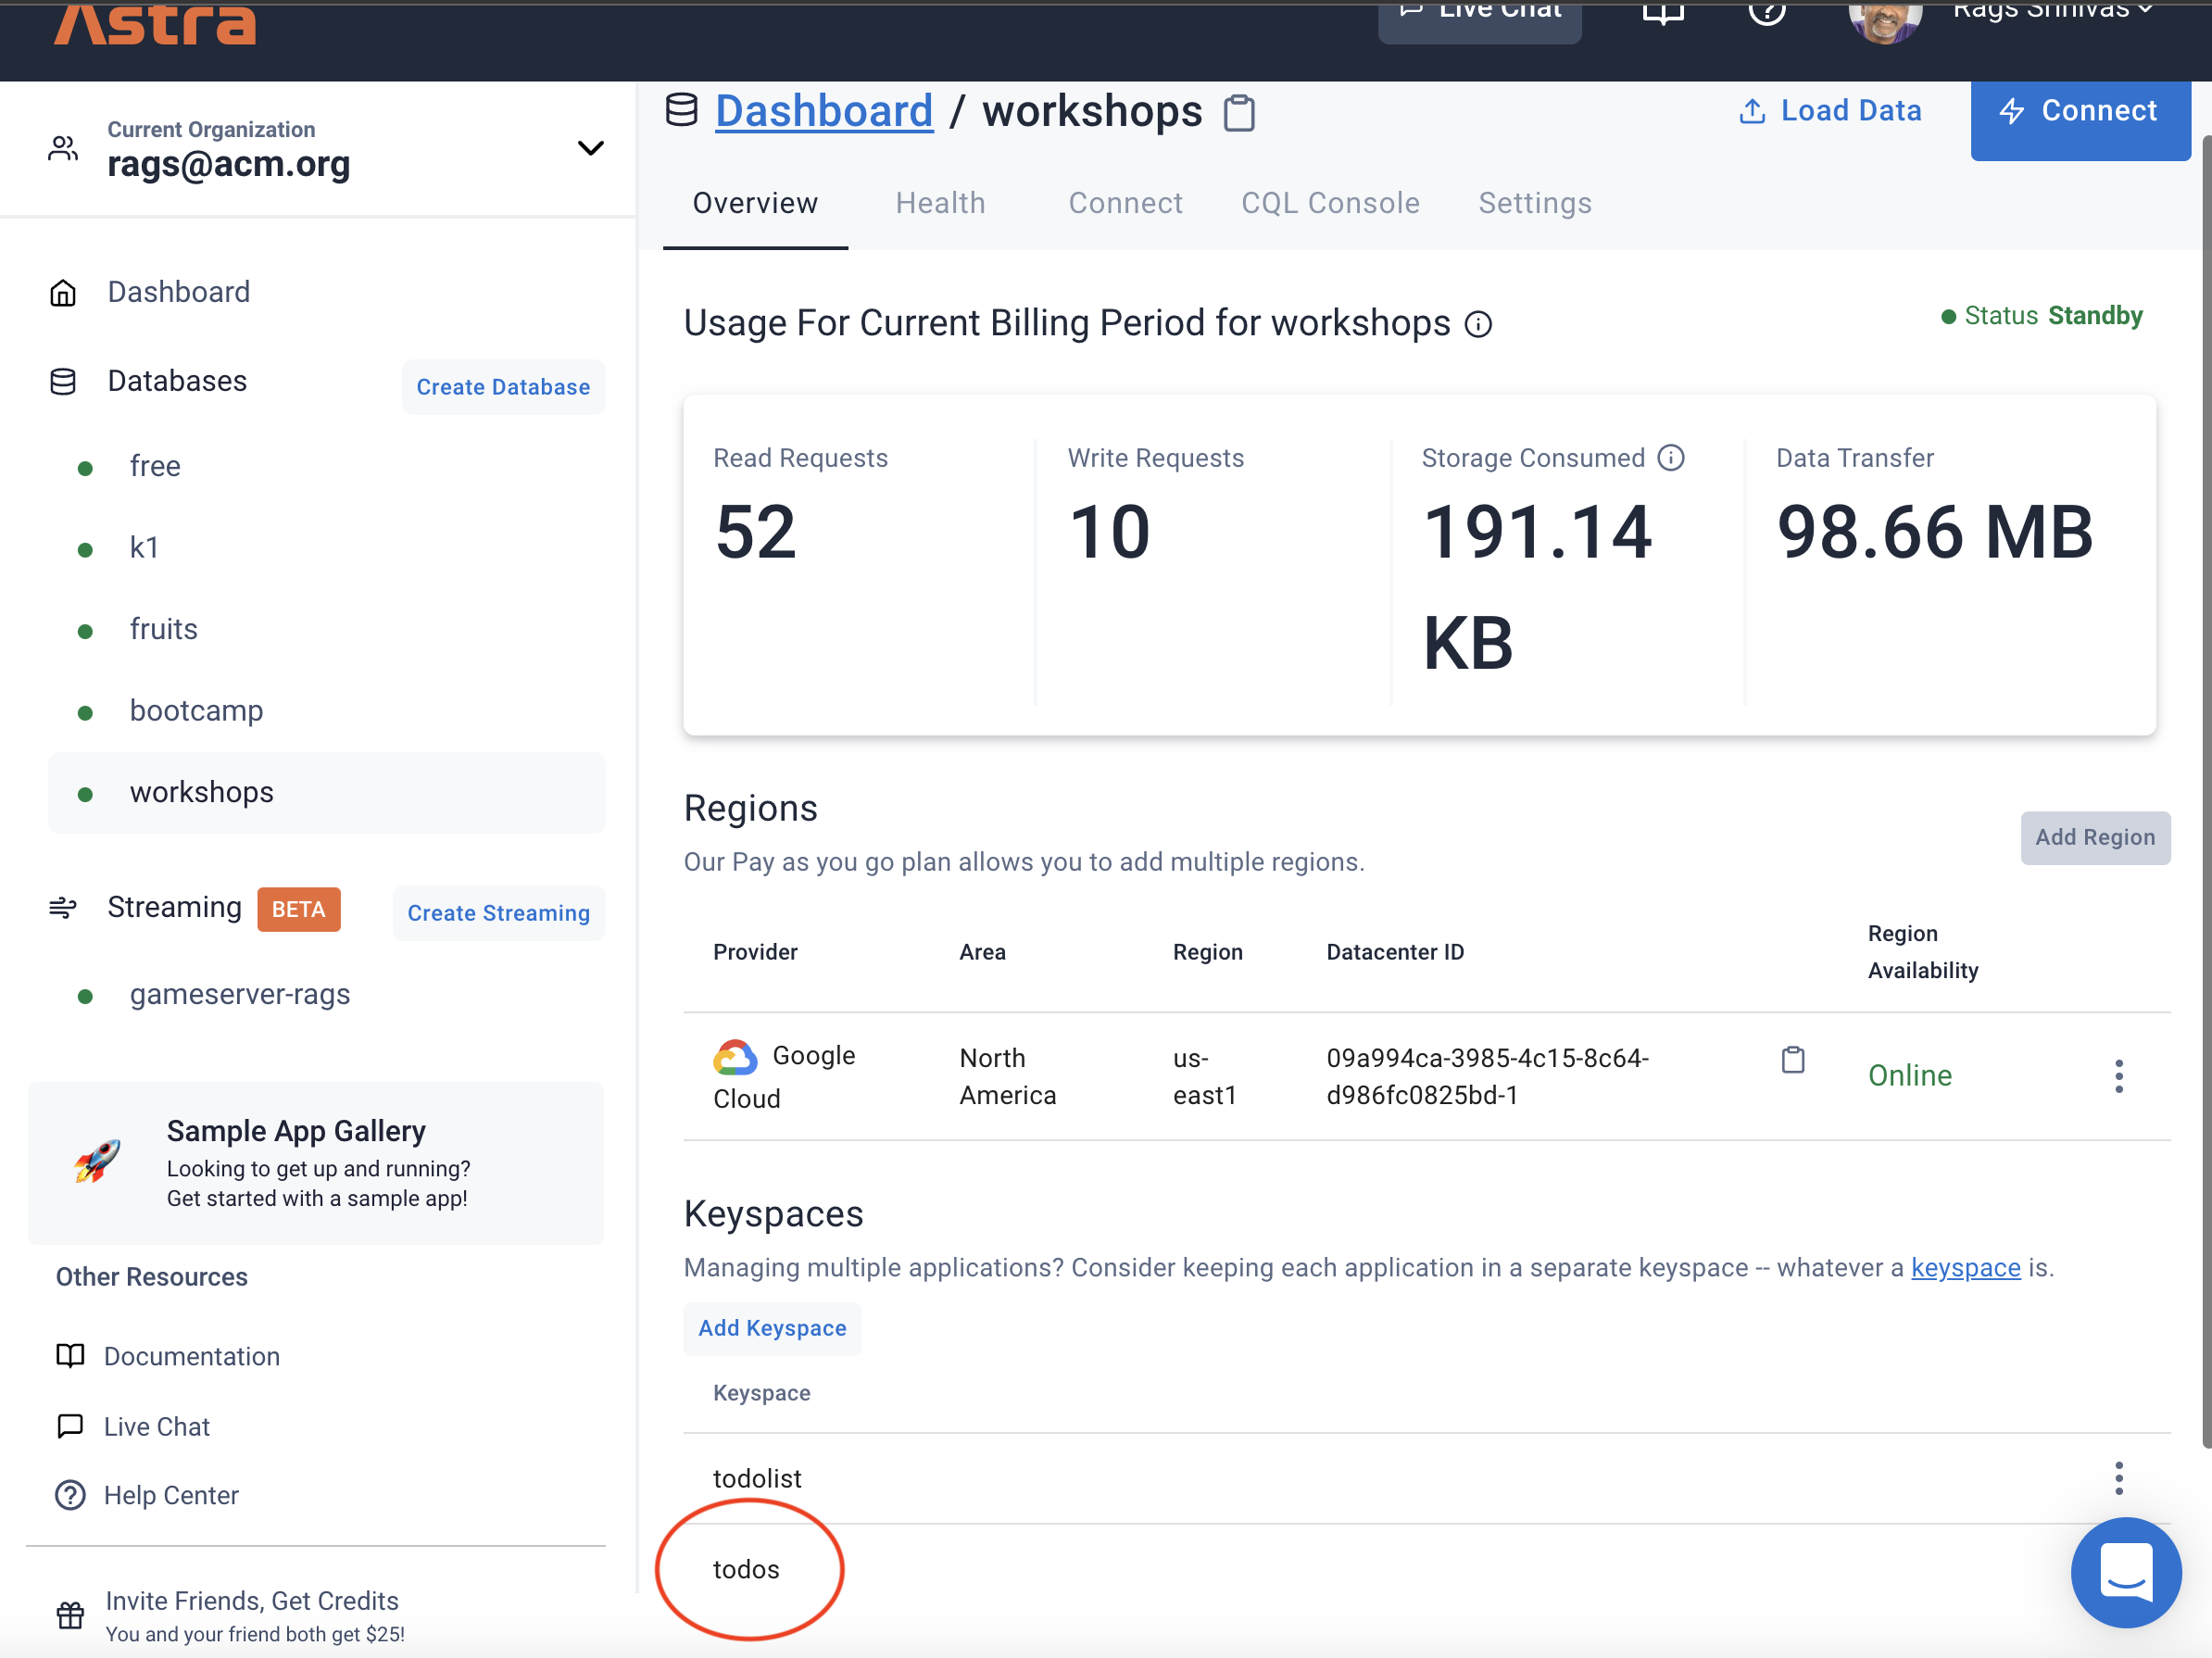 Astra
Live Chat
Rags Srinivas
Current Organization
rags@acm.org
Dashboard
Databases
Create Database
free
k1
fruits
bootcamp
workshops
Streaming BETA
Create Streaming
gameserver-rags
Sample App Gallery
Looking to get up and running?
Get started with a sample app!
Other Resources
Documentation
Live Chat
Help Center
Invite Friends, Get Credits
You and your friend both get $25!
Dashboard / workshops
Load Data
Connect
Overview
Health
Connect
CQL Console
Settings
Usage For Current Billing Period for workshops
Status Standby
Read Requests
52
Write Requests
10
Storage Consumed
191.14
KB
Data Transfer
98.66 MB
Regions
Our Pay as you go plan allows you to add multiple regions.
Add Region
Provider
Area
Region
Datacenter ID
Region
Availability
Google
Cloud
North
America
us-
east1
09a994ca-3985-4c15-8c64-
d986fc0825bd-1
Online
Keyspaces
Managing multiple applications? Consider keeping each application in a separate keyspace -- whatever a keyspace is.
Add Keyspace
Keyspace
todolist
todos